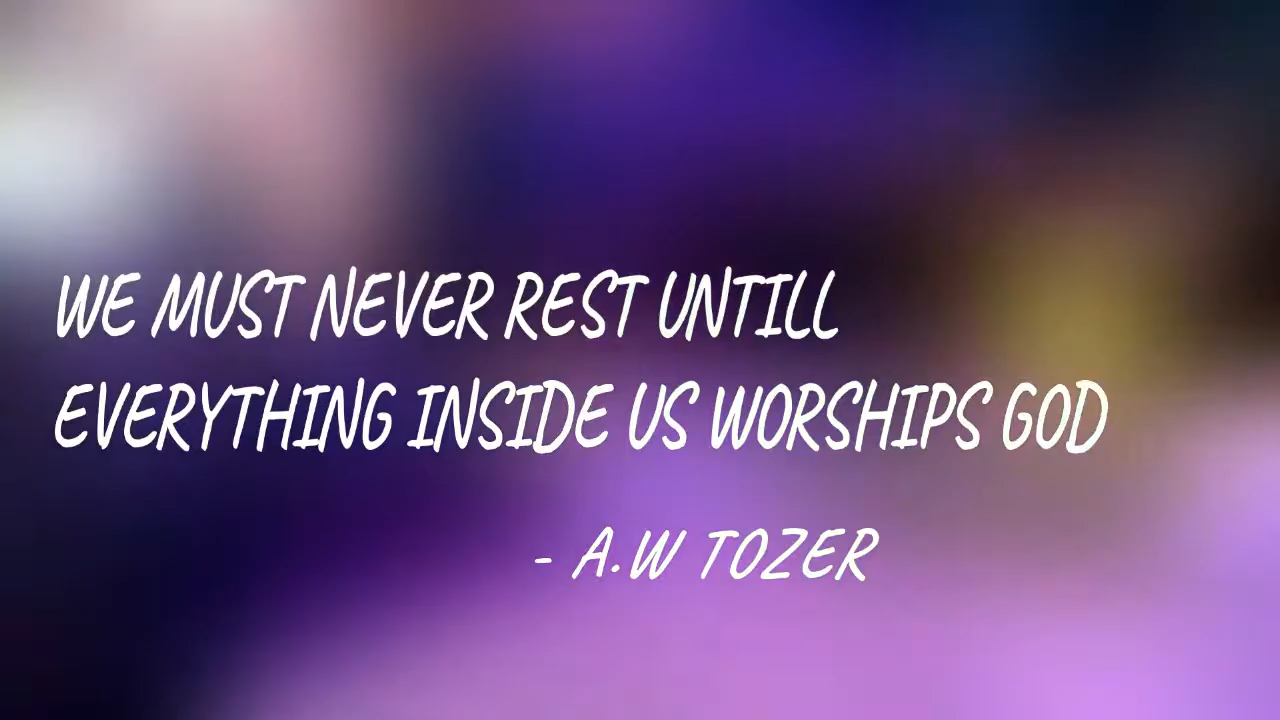 WE MUST NEVER REST UNTILL
EVERYTHING INSIDE US WORSHIPS GOD
- A.W TOZER